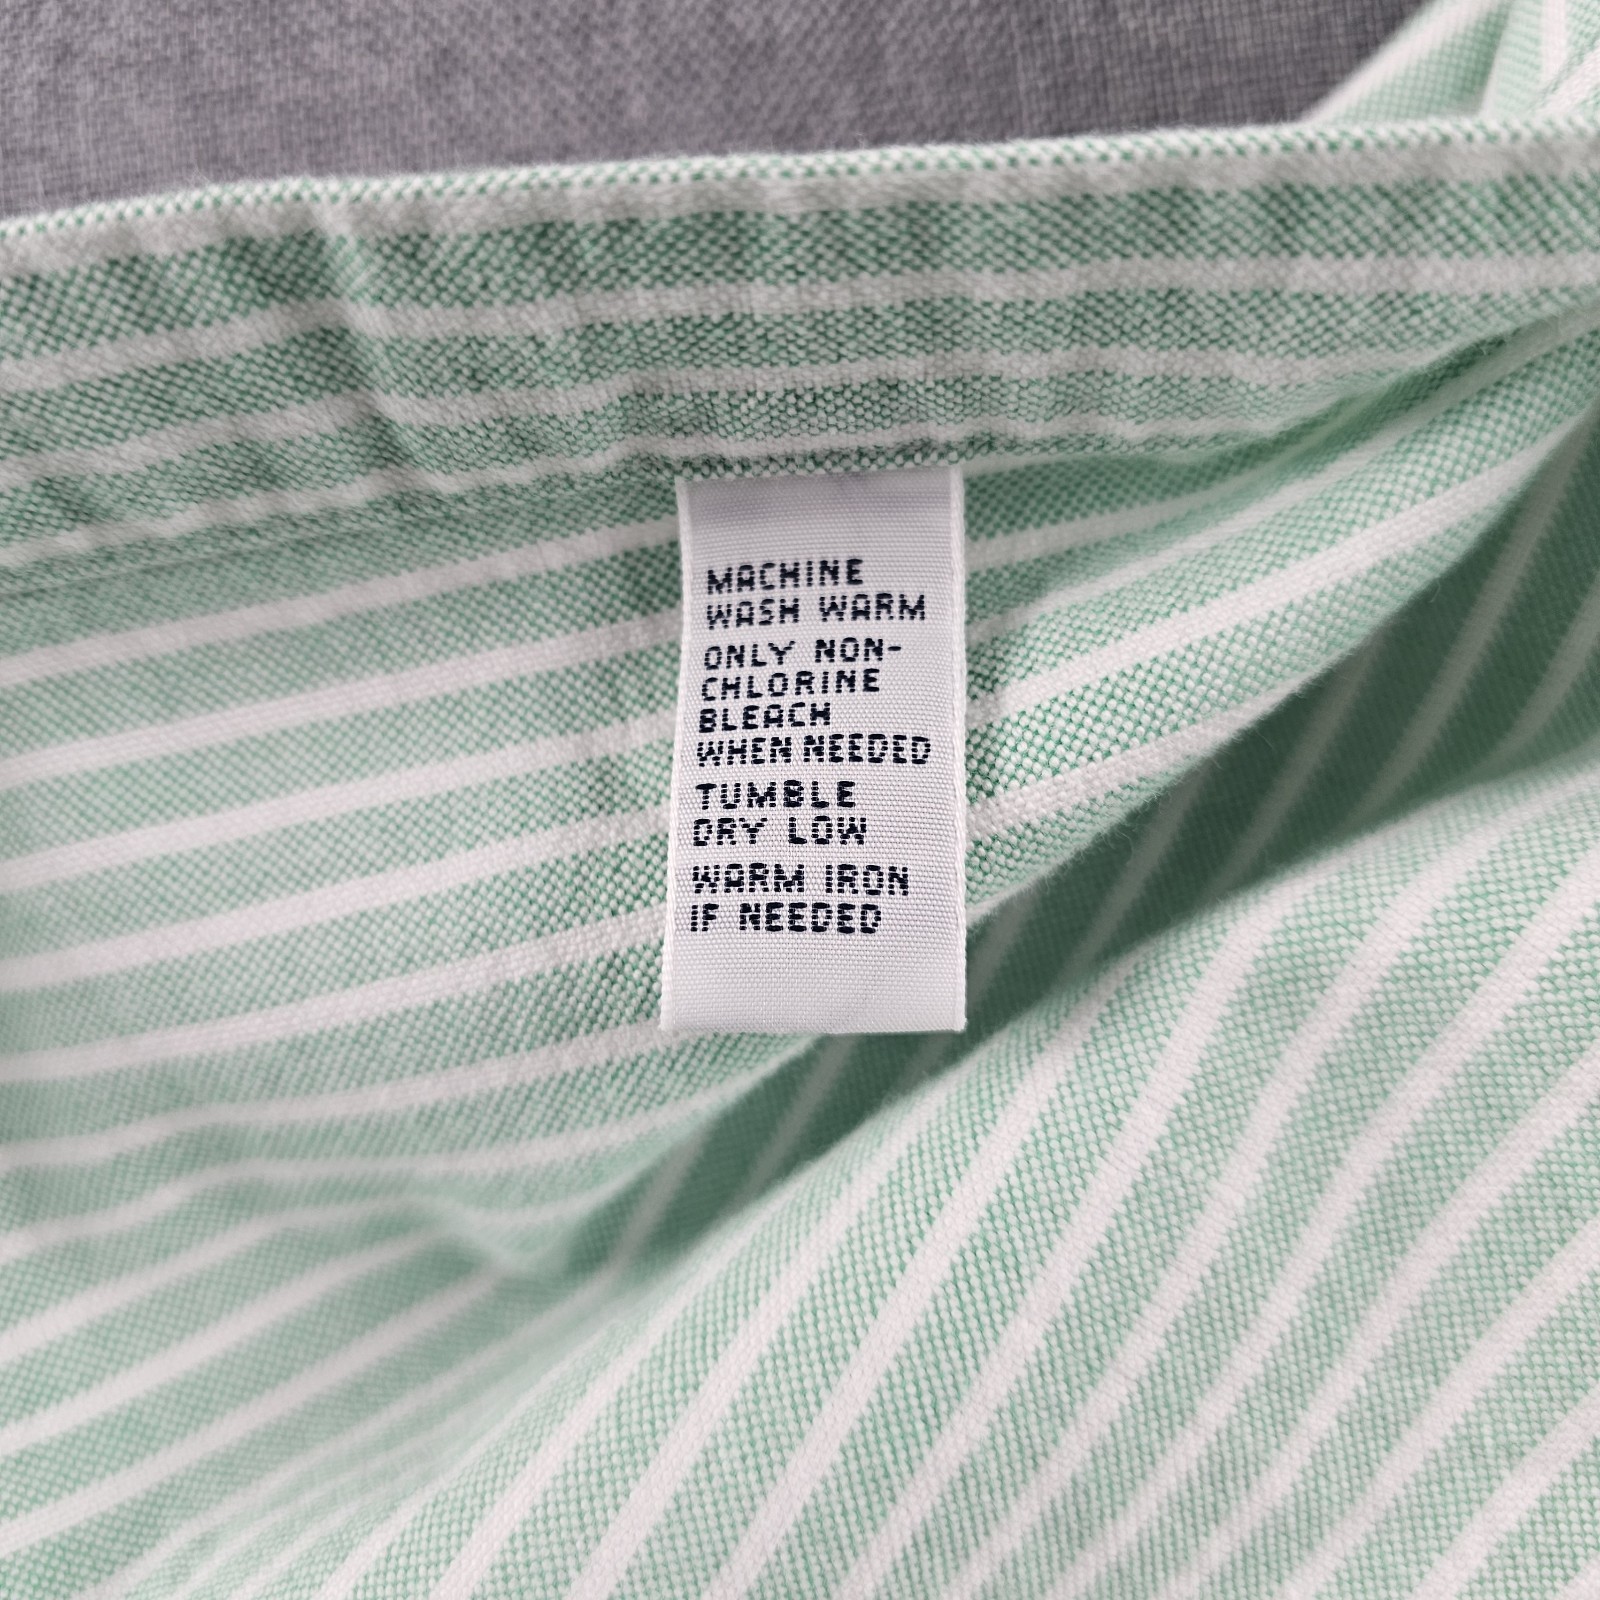 MACHINE
WASH WARM
ONLY NON-
CHLORINE
BLEACH
WHEN NEEDED
TUMBLE
DRY LOW
WARM IRON
IF NEEDED